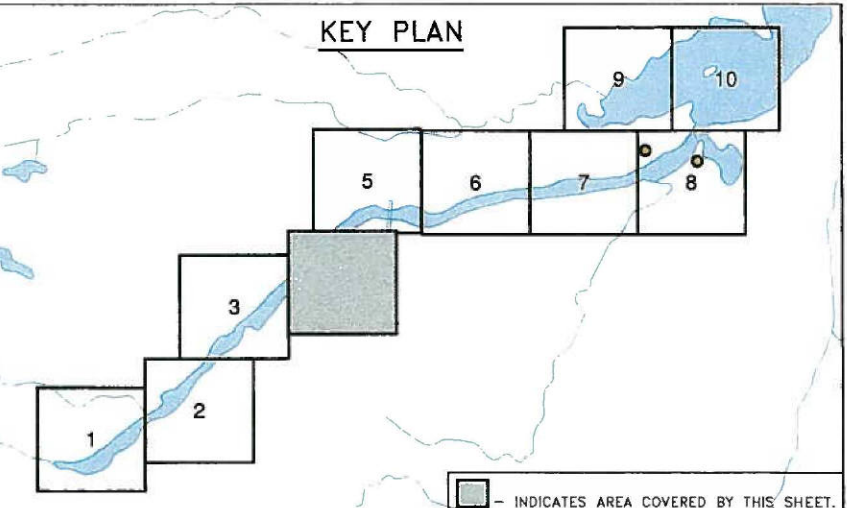 KEY PLAN
9 10
5 6 7 8
3
2
1
– INDICATES AREA COVERED BY THIS SHEET.